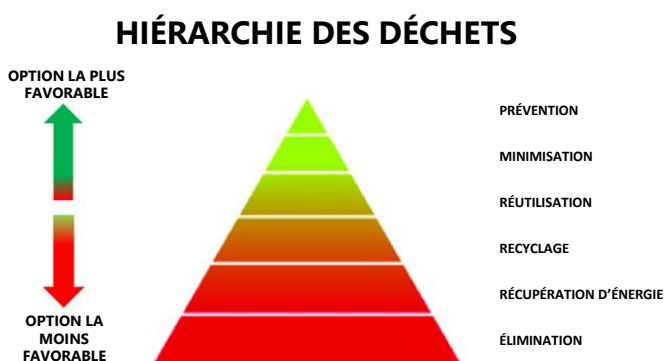 HIÉRARCHIE DES DÉCHETS
OPTION LA PLUS
FAVORABLE
PRÉVENTION
MINIMISATION
RÉUTILISATION
RECYCLAGE
RÉCUPÉRATION D’ÉNERGIE
ÉLIMINATION
OPTION LA
MOINS
FAVORABLE